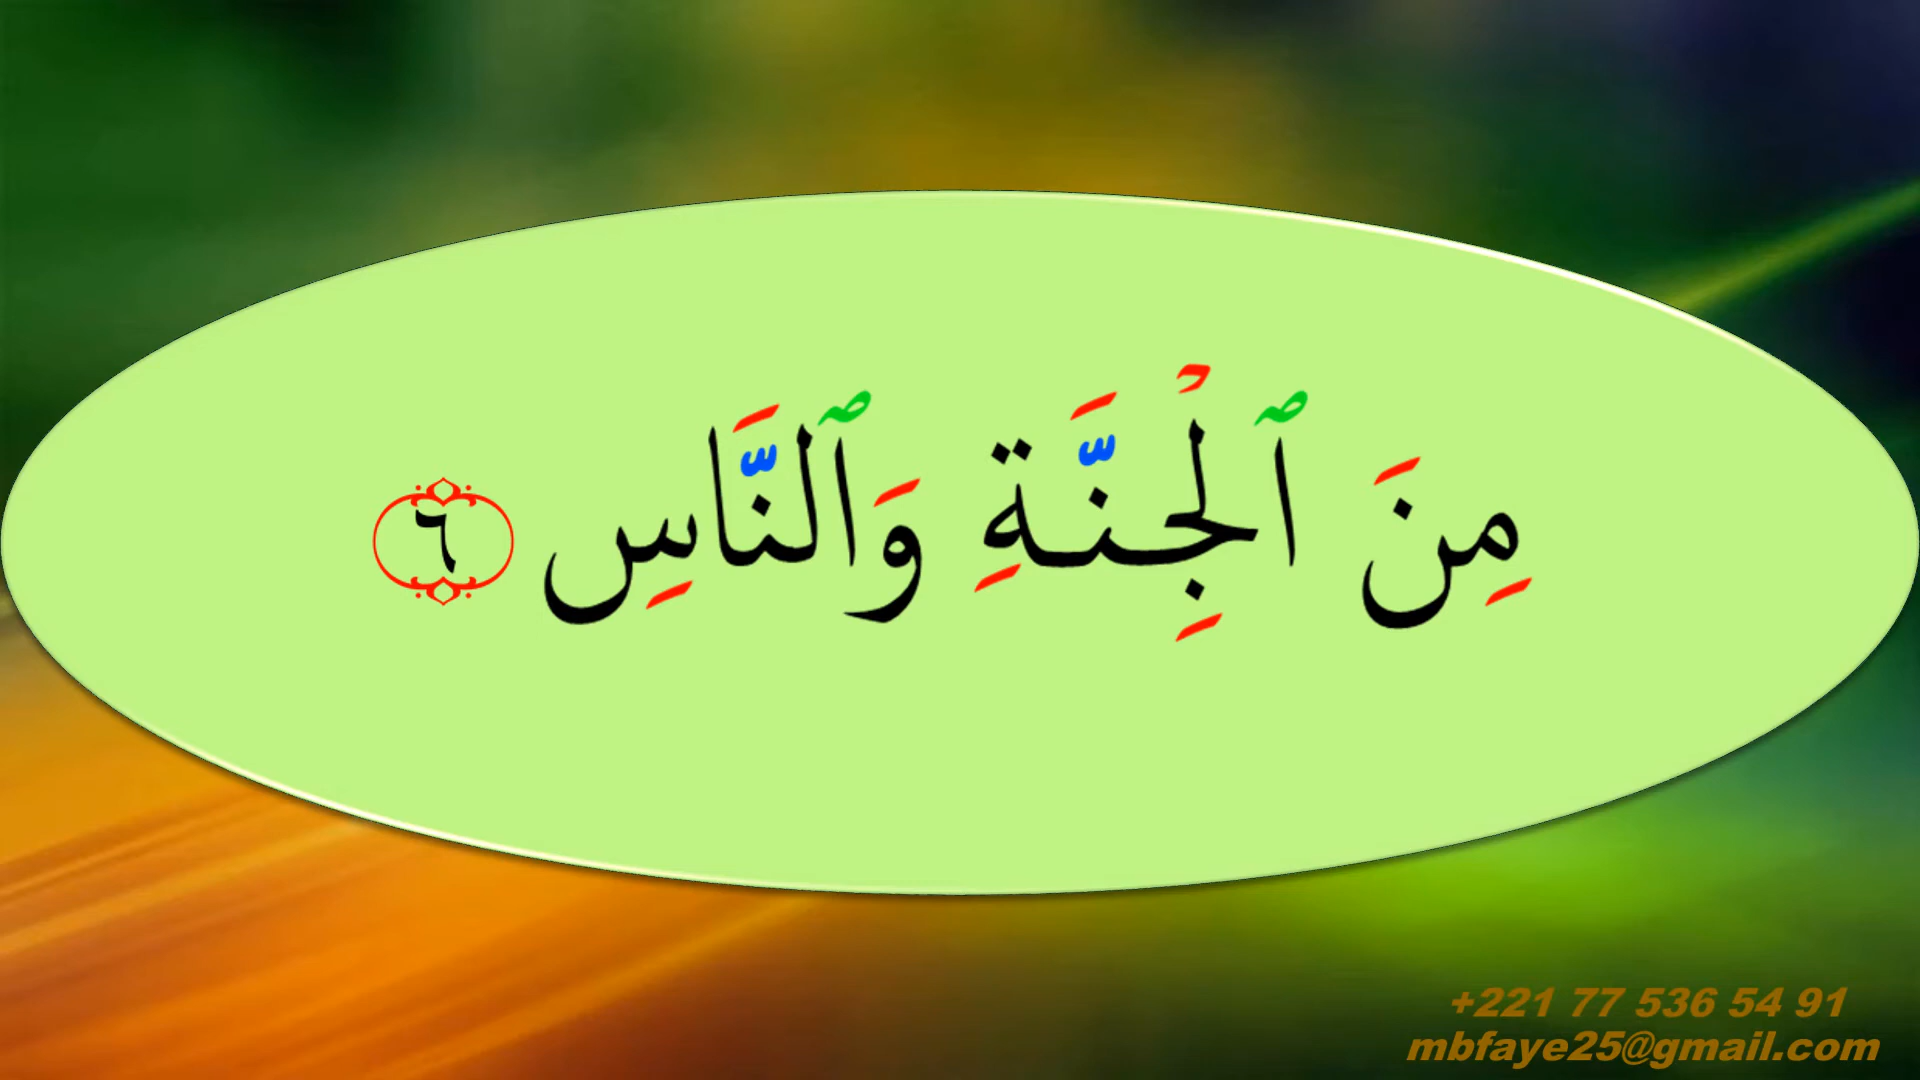 مِنَ ٱلْجِنَّةِ وَٱلنَّاسِ ٦
+221 77 536 54 91
mbfaye25@gmail.com